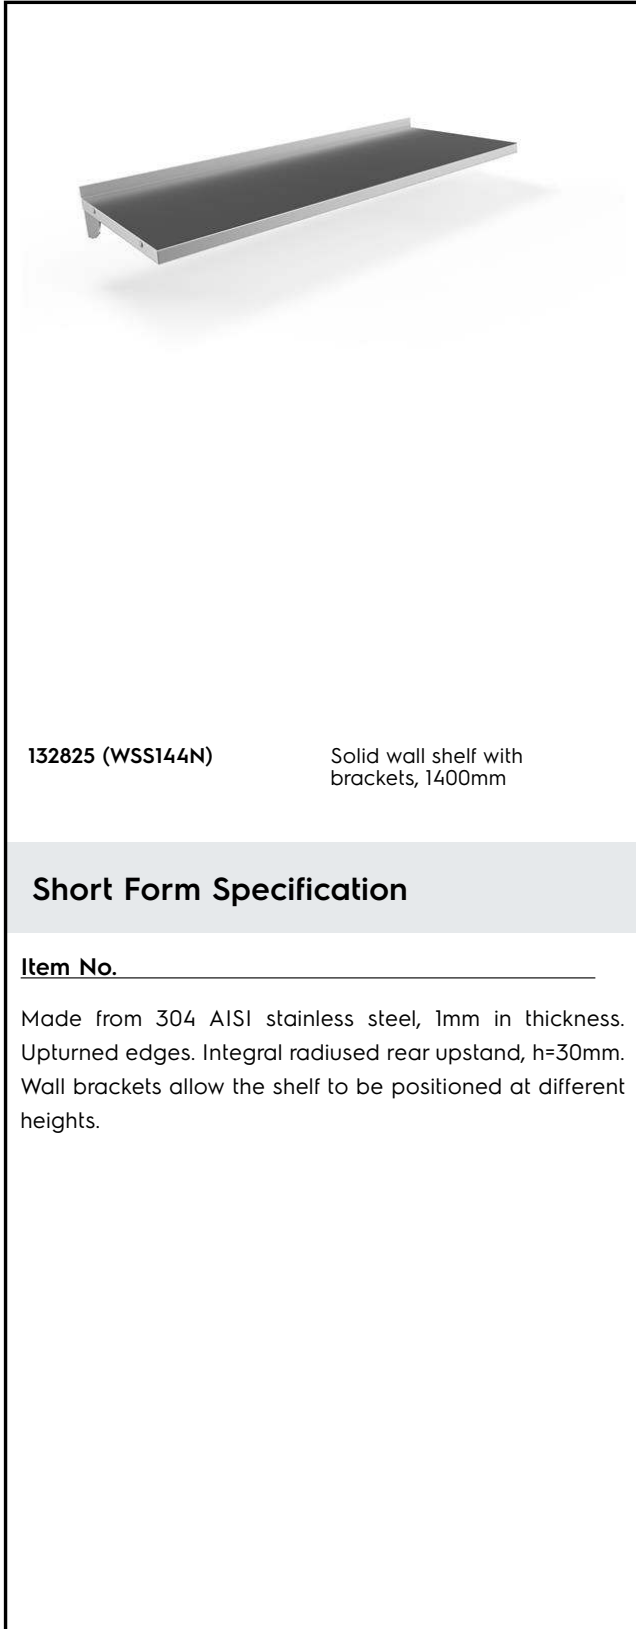 132825 (WSS144N)
Solid wall shelf with
brackets, 1400mm
Short Form Specification
Item No.
Made from 304 AISI stainless steel, 1mm in thickness.
Upturned edges. Integral radiused rear upstand, h=30mm.
Wall brackets allow the shelf to be positioned at different
heights.